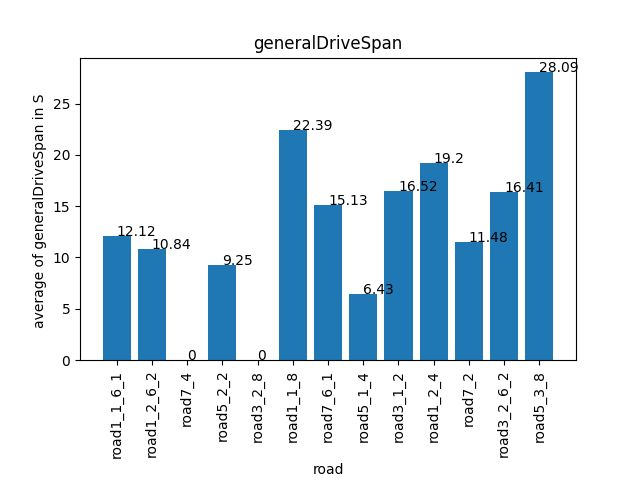 generalDriveSpan
average of generalDriveSpan in S
25
20
15
10
5
0
12.12
10.84
0
9.25
0
22.39
15.13
6.43
16.52
19.2
11.48
16.41
28.09
road1_1_6_1
road1_2_6_2
road7_4
road5_2_2
road3_2_8
road1_1_8
road7_6_1
road5_1_4
road3_1_2
road1_2_4
road7_2
road3_2_6_2
road5_3_8
road